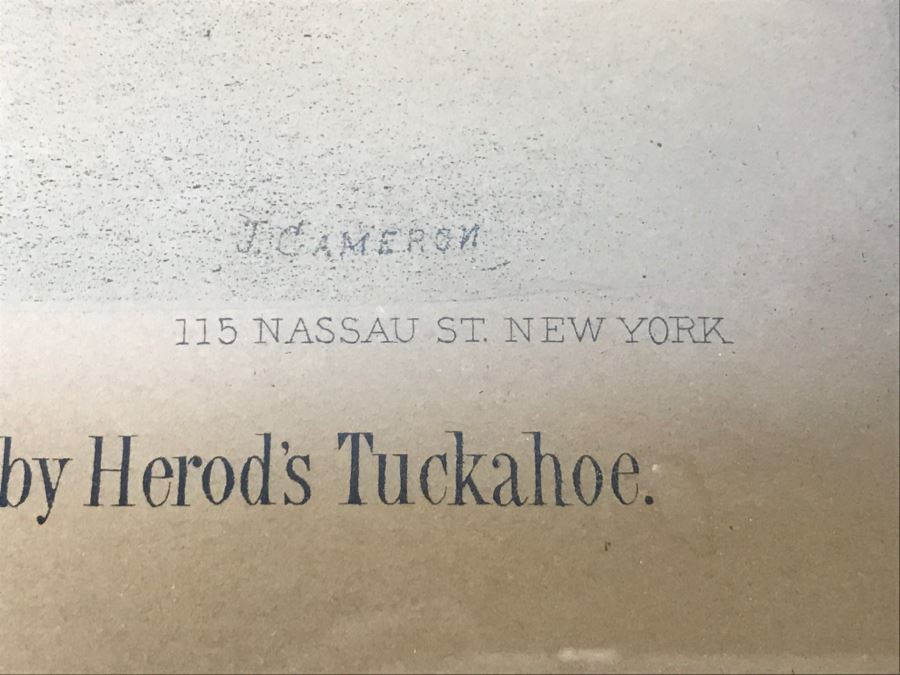 J. CAMERON
115 NASSAU ST. NEW YORK
by Herod's Tuckahoe.